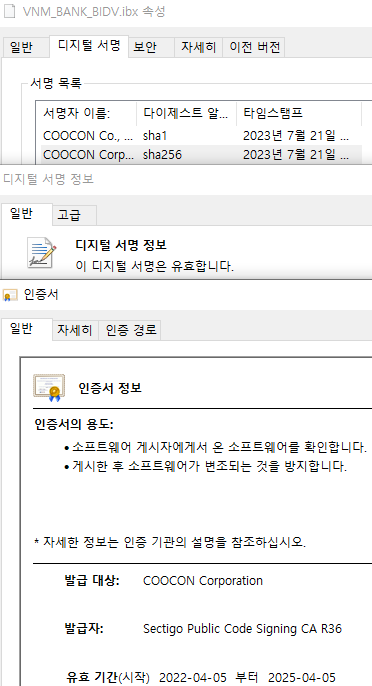 VNM_BANK_BIDV.ibx 속성
일반 디지털 서명 보안 자세히 이전 버전
서명 목록
서명자 이름: 다이제스트 알... 타임스탬프
COOCON Co., ... sha1 2023년 7월 21일 ...
COOCON Corp... sha256 2023년 7월 21일 ...
디지털 서명 정보
일반 고급
디지털 서명 정보
이 디지털 서명은 유효합니다.
인증서
일반 자세히 인증 경로
인증서 정보
인증서의 용도:
• 소프트웨어 게시자에게서 온 소프트웨어를 확인합니다.
• 게시한 후 소프트웨어가 변조되는 것을 방지합니다.
* 자세한 정보는 인증 기관의 설명을 참조하십시오.
발급 대상: COOCON Corporation
발급자: Sectigo Public Code Signing CA R36
유효 기간(시작) 2022-04-05 부터 2025-04-05